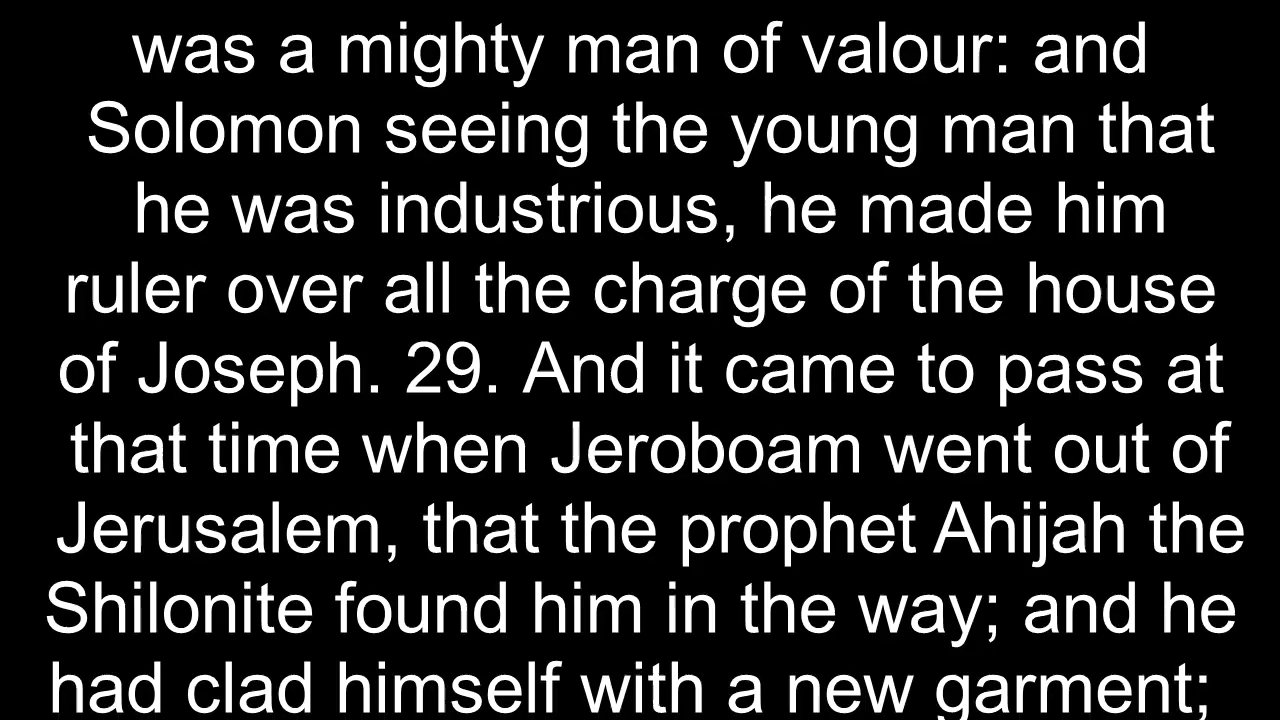 was a mighty man of valour: and
Solomon seeing the young man that
he was industrious, he made him
ruler over all the charge of the house
of Joseph. 29. And it came to pass at
that time when Jeroboam went out of
Jerusalem, that the prophet Ahijah the
Shilonite found him in the way; and he
had clad himself with a new garment;